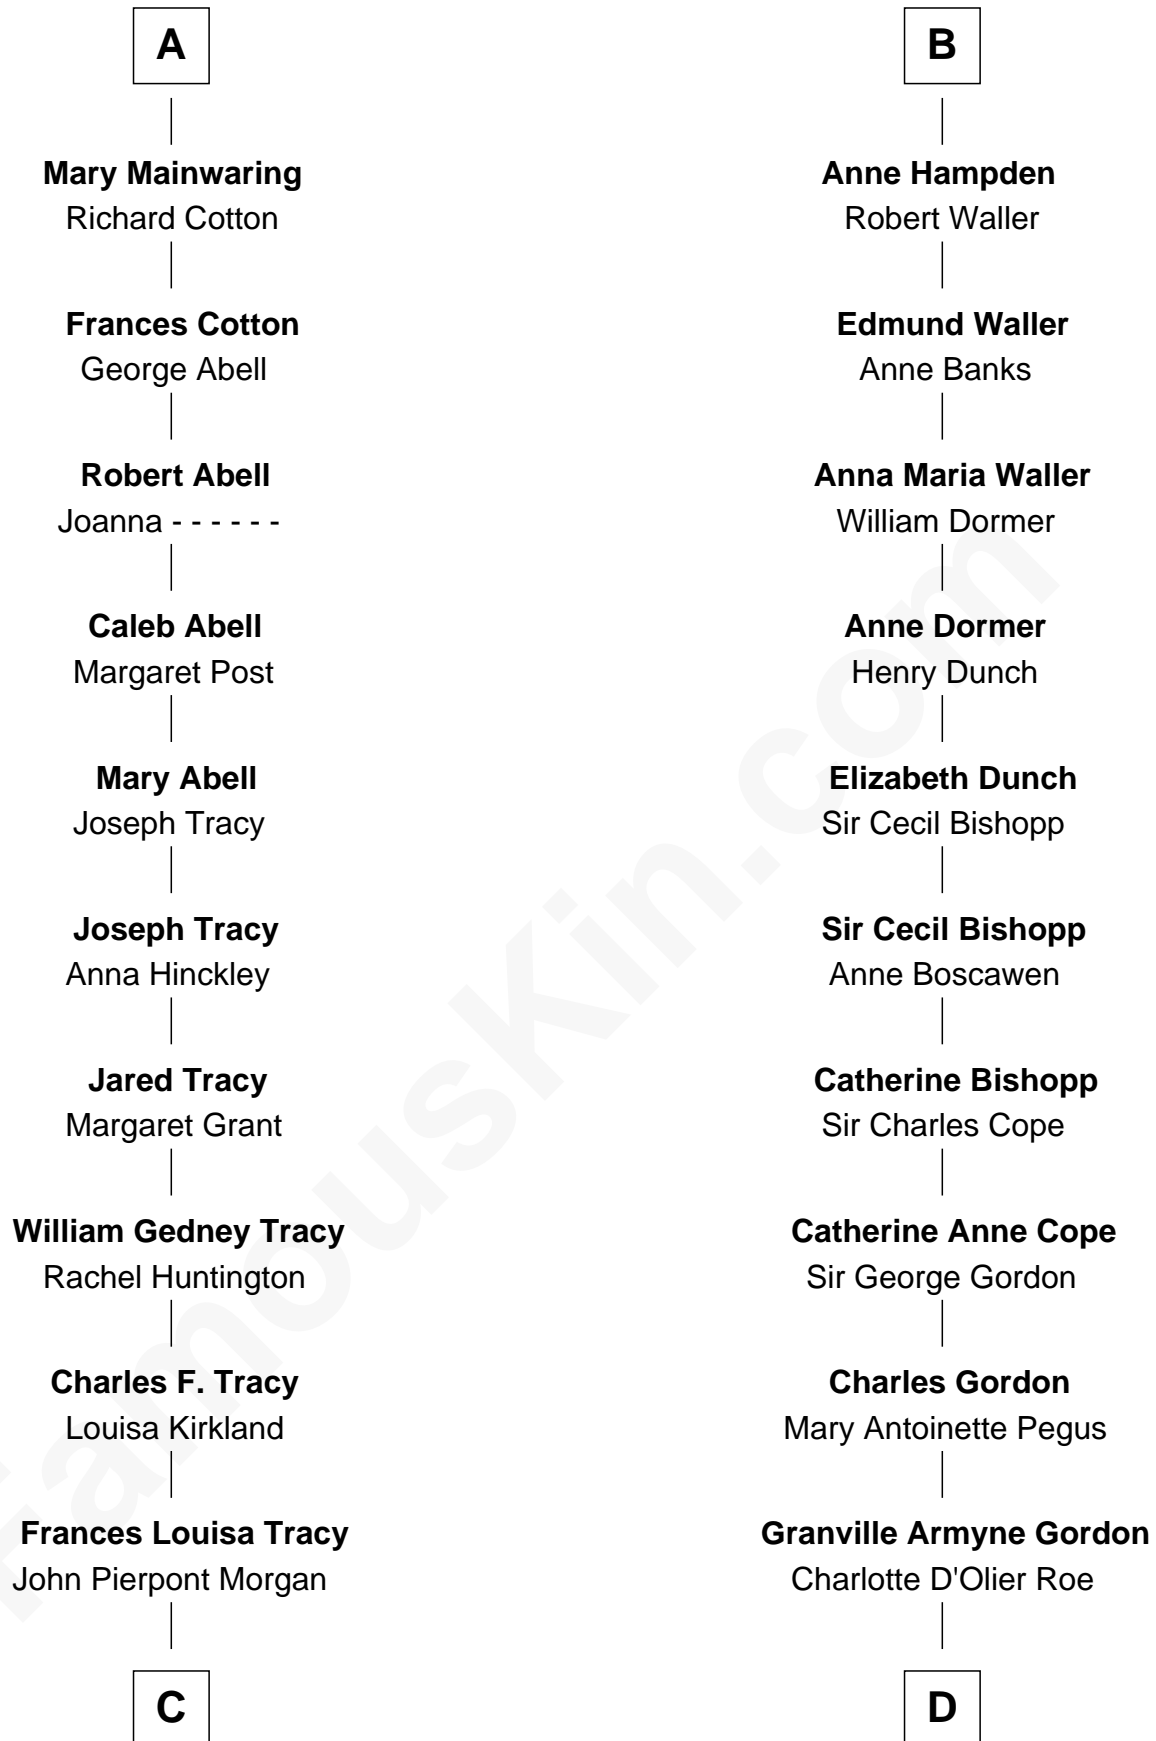 A
Mary Mainwaring
Richard Cotton
Frances Cotton
George Abell
Robert Abell
Joanna - - - - - -
Caleb Abell
Margaret Post
Mary Abell
Joseph Tracy
Joseph Tracy
Anna Hinckley
Jared Tracy
Margaret Grant
William Gedney Tracy
Rachel Huntington
Charles F. Tracy
Louisa Kirkland
Frances Louisa Tracy
John Pierpont Morgan
C
B
Anne Hampden
Robert Waller
Edmund Waller
Anne Banks
Anna Maria Waller
William Dormer
Anne Dormer
Henry Dunch
Elizabeth Dunch
Sir Cecil Bishopp
Sir Cecil Bishopp
Anne Boscawen
Catherine Bishopp
Sir Charles Cope
Catherine Anne Cope
Sir George Gordon
Charles Gordon
Mary Antoinette Pegus
Granville Armyne Gordon
Charlotte D'Olier Roe
D
FamousKin.com